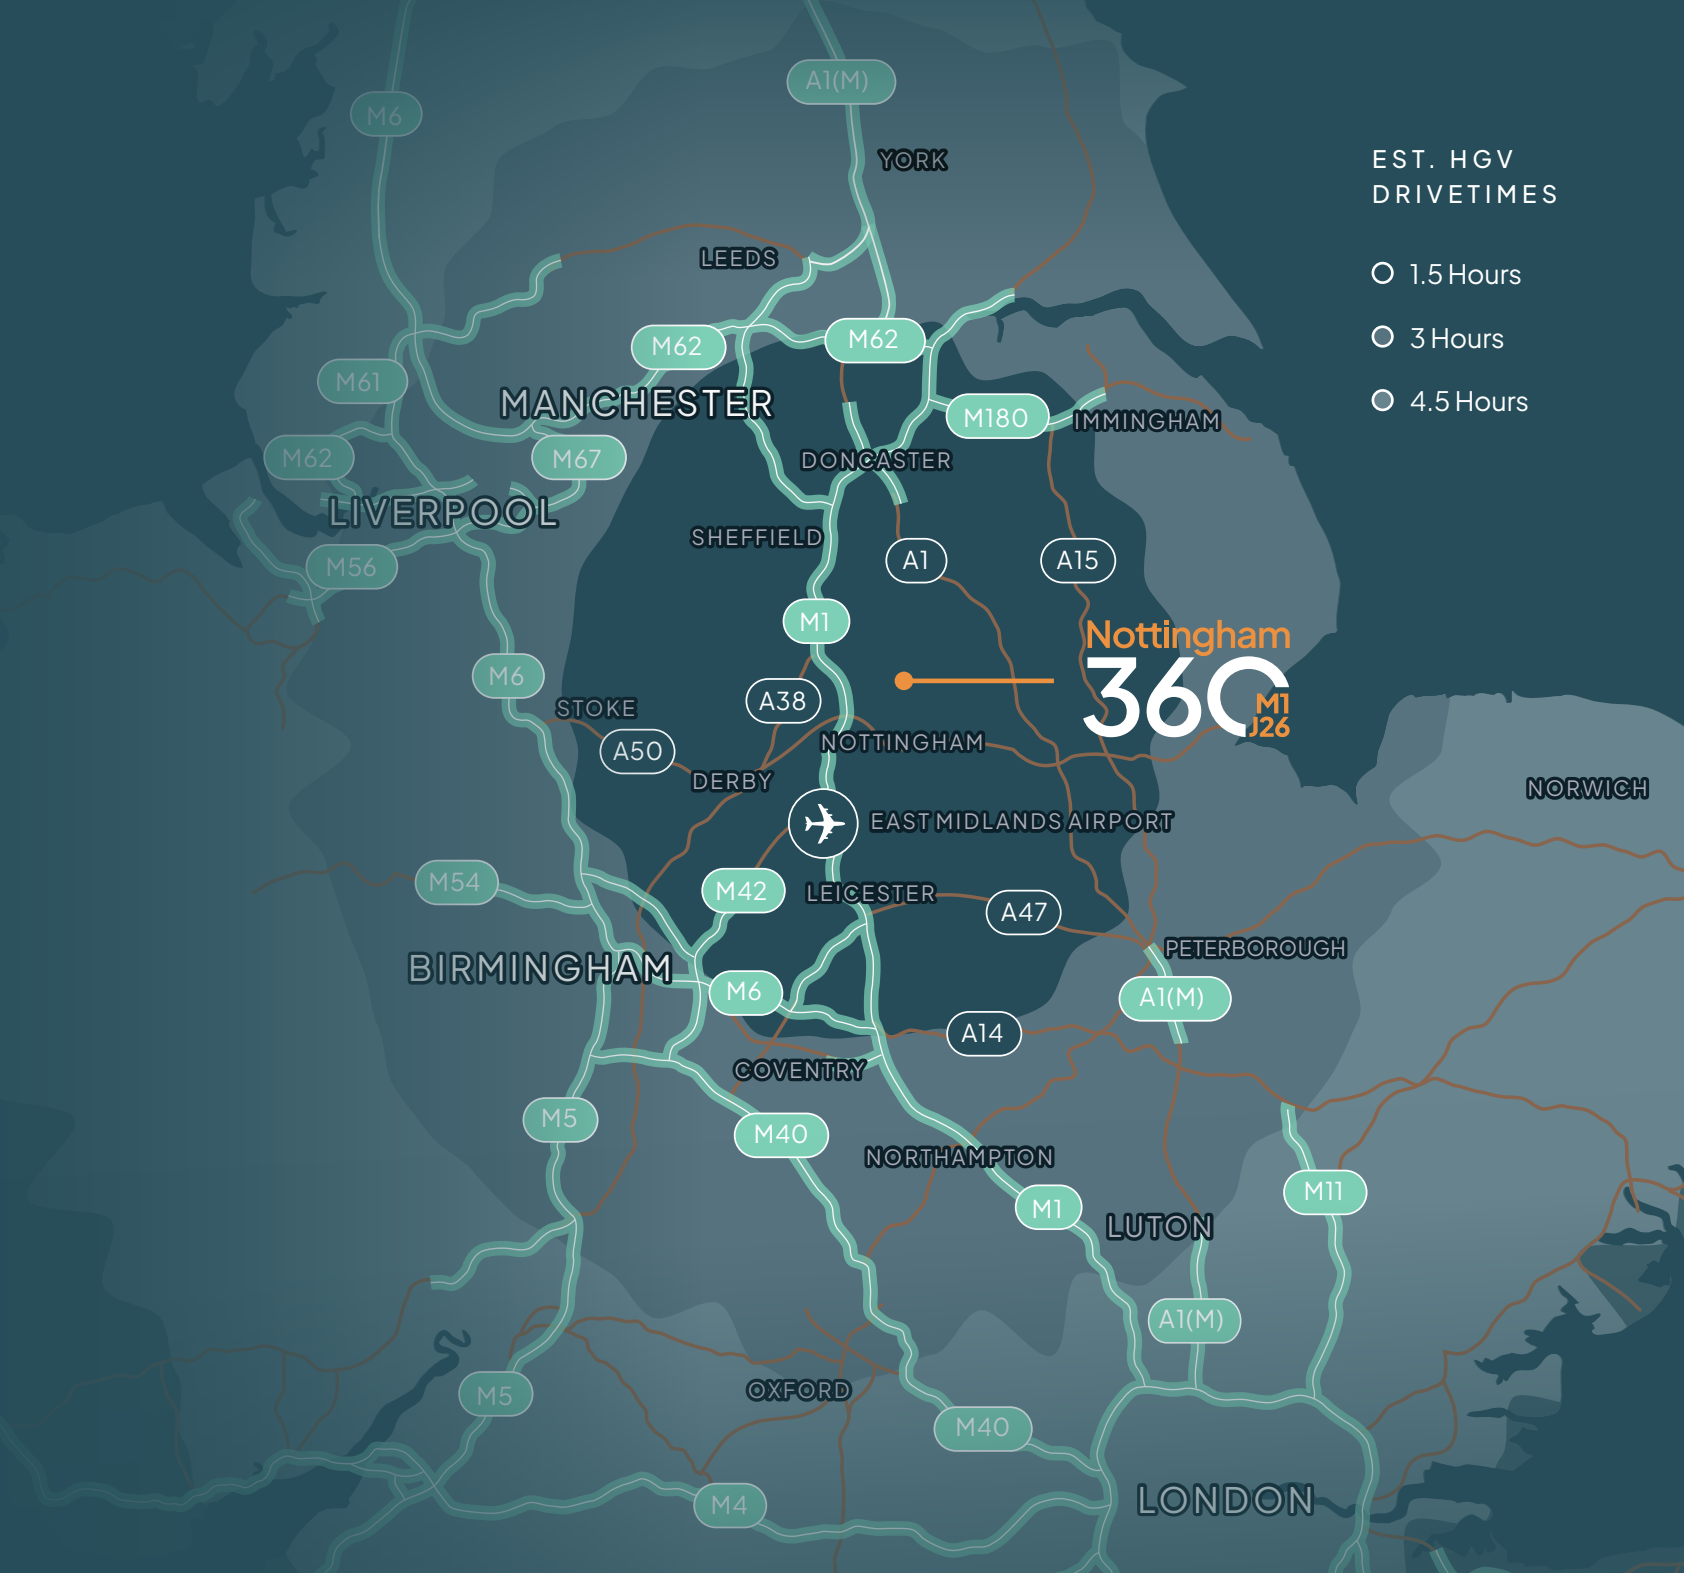 A1(M)
M6
YORK
EST. HGV
DRIVETIMES
LEEDS
1.5 Hours
M62
M62
3 Hours
M61
MANCHESTER
4.5 Hours
M180
IMMINGHAM
M62
M67
DONCASTER
LIVERPOOL
SHEFFIELD
M56
A1
A15
M1
Nottingham
360
M1
J26
M6
A38
STOKE
A50
NOTTINGHAM
DERBY
NORWICH
EAST MIDLANDS AIRPORT
M54
M42
LEICESTER
A47
PETERBOROUGH
BIRMINGHAM
M6
A1(M)
A14
COVENTRY
M5
M40
NORTHAMPTON
M11
M1
LUTON
A1(M)
OXFORD
M5
M40
M4
LONDON